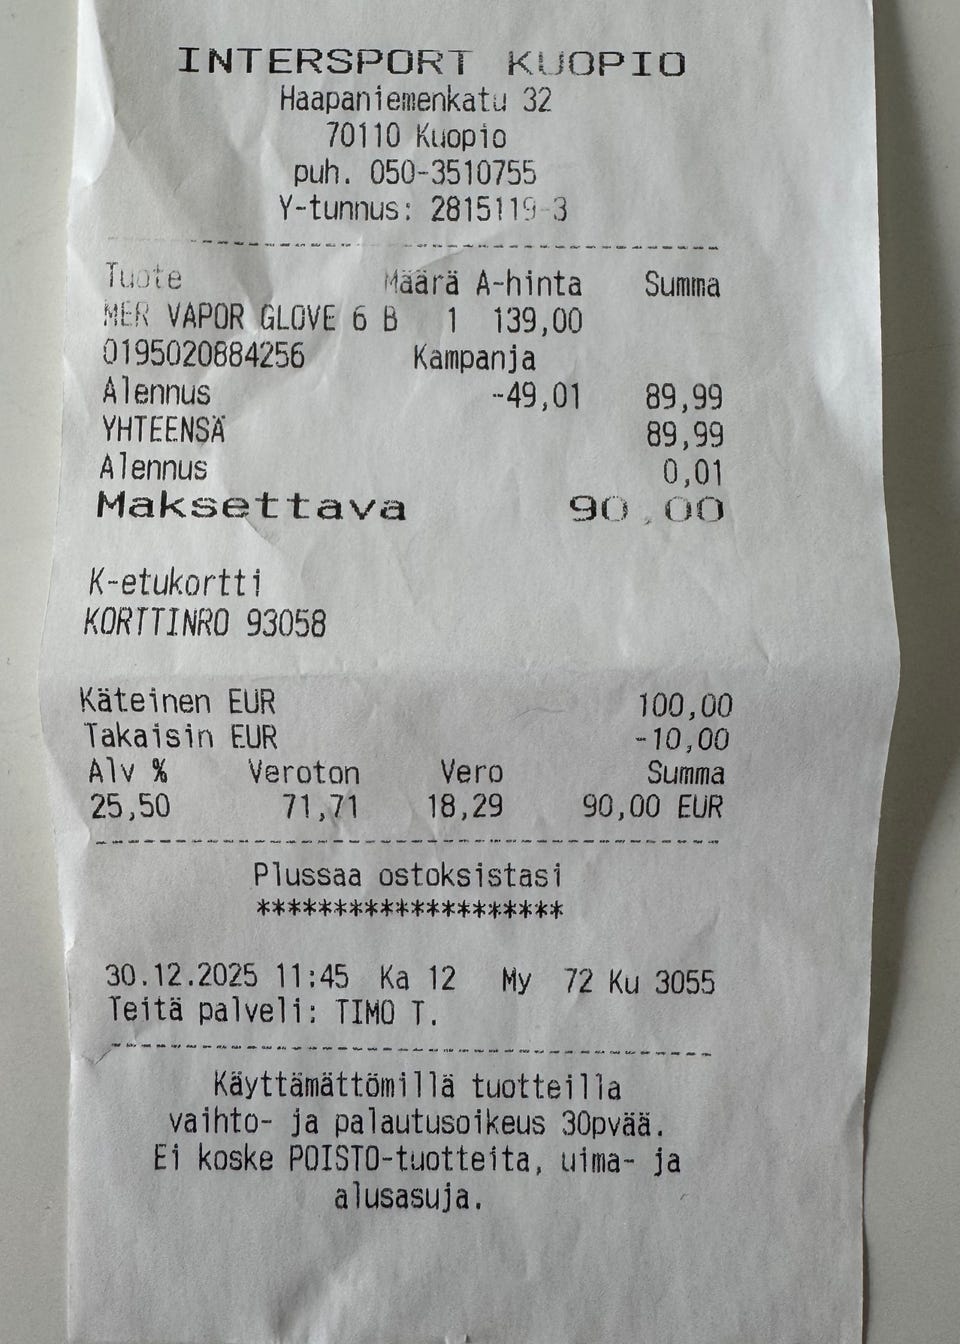 INTERSPORT KUOPIO
Haapaniemenkatu 32
70110 Kuopio
puh. 050-3510755
Y-tunnus: 2815119-3
Tuote Määrä A-hinta Summa
MER VAPOR GLOVE 6 B 1 139,00
0195020884256 Kampanja
Alennus -49,01 89,99
YHTEENSÄ 89,99
Alennus 0,01
Maksettava 90,00
K-etukortti
KORTTINRO 93058
Käteinen EUR 100,00
Takaisin EUR -10,00
Alv % Veroton Vero Summa
25,50 71,71 18,29 90,00 EUR
Plussaa ostoksistasi
********************
30.12.2025 11:45 Ka 12 My 72 Ku 3055
Teitä palveli: TIMO T.
Käyttämättömillä tuotteilla
vaihto- ja palautusoikeus 30pvää.
Ei koske POISTO-tuotteita, uima- ja
alusasuja.